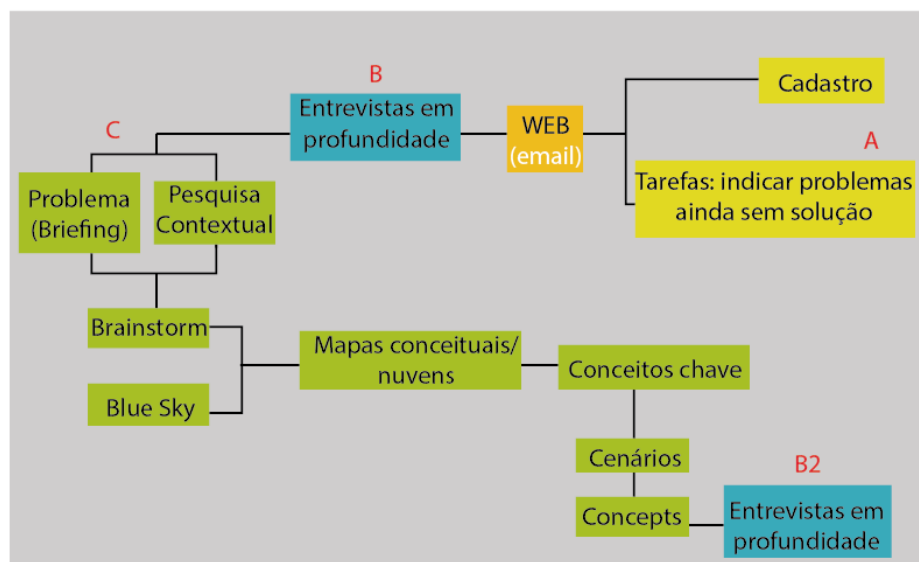 B
Entrevistas em
profundidade
WEB
(email)
Cadastro
A
Tarefas: indicar problemas
ainda sem solução
C
Problema
(Briefing)
Pesquisa
Contextual
Brainstorm
Blue Sky
Mapas conceituais/
nuvens
Conceitos chave
Cenários
Concepts
B2
Entrevistas em
profundidade